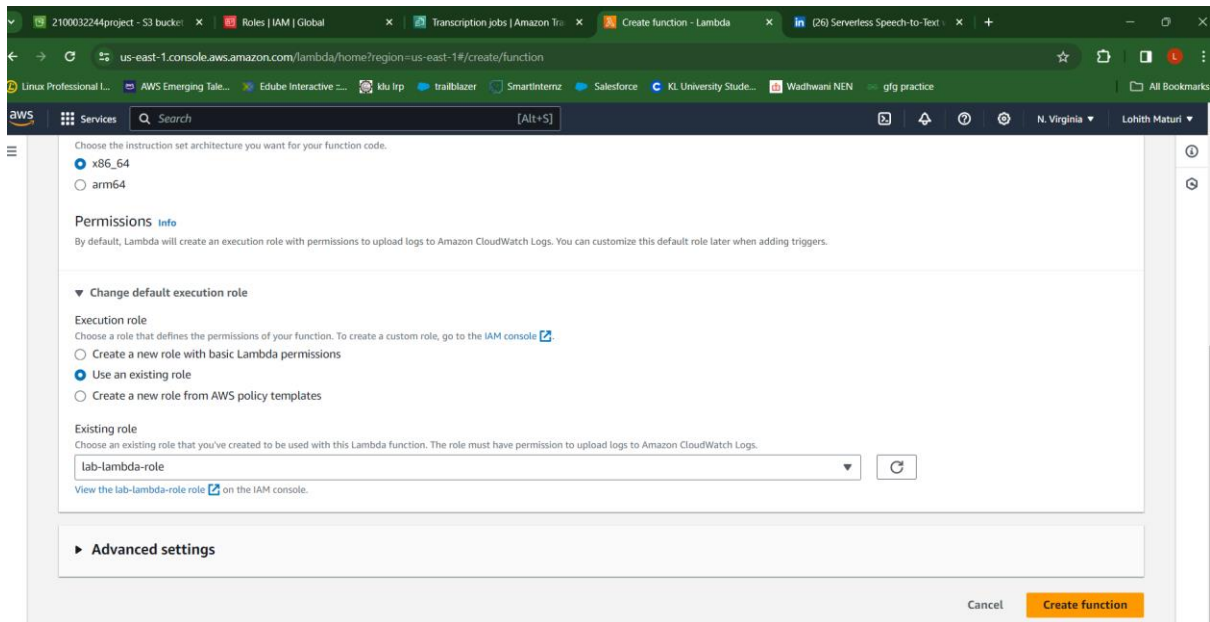 2100032244project - S3 bucket
Roles | IAM | Global
Transcription jobs | Amazon Tra
Create function - Lambda
(26) Serverless Speech-to-Text
us-east-1.console.aws.amazon.com/lambda/home?region=us-east-1#/create/function
Linux Professional I...
AWS Emerging Tale...
Edube Interactive ::...
klu lrp
trailblazer
SmartInternz
Salesforce
KL University Stude...
Wadhwani NEN
gfg practice
All Bookmarks
aws
Services
Search
[Alt+S]
N. Virginia
Lohith Maturi
Choose the instruction set architecture you want for your function code.
x86_64
arm64
Permissions Info
By default, Lambda will create an execution role with permissions to upload logs to Amazon CloudWatch Logs. You can customize this default role later when adding triggers.
Change default execution role
Execution role
Choose a role that defines the permissions of your function. To create a custom role, go to the IAM console.
Create a new role with basic Lambda permissions
Use an existing role
Create a new role from AWS policy templates
Existing role
Choose an existing role that you've created to be used with this Lambda function. The role must have permission to upload logs to Amazon CloudWatch Logs.
lab-lambda-role
View the lab-lambda-role role on the IAM console.
Advanced settings
Cancel
Create function